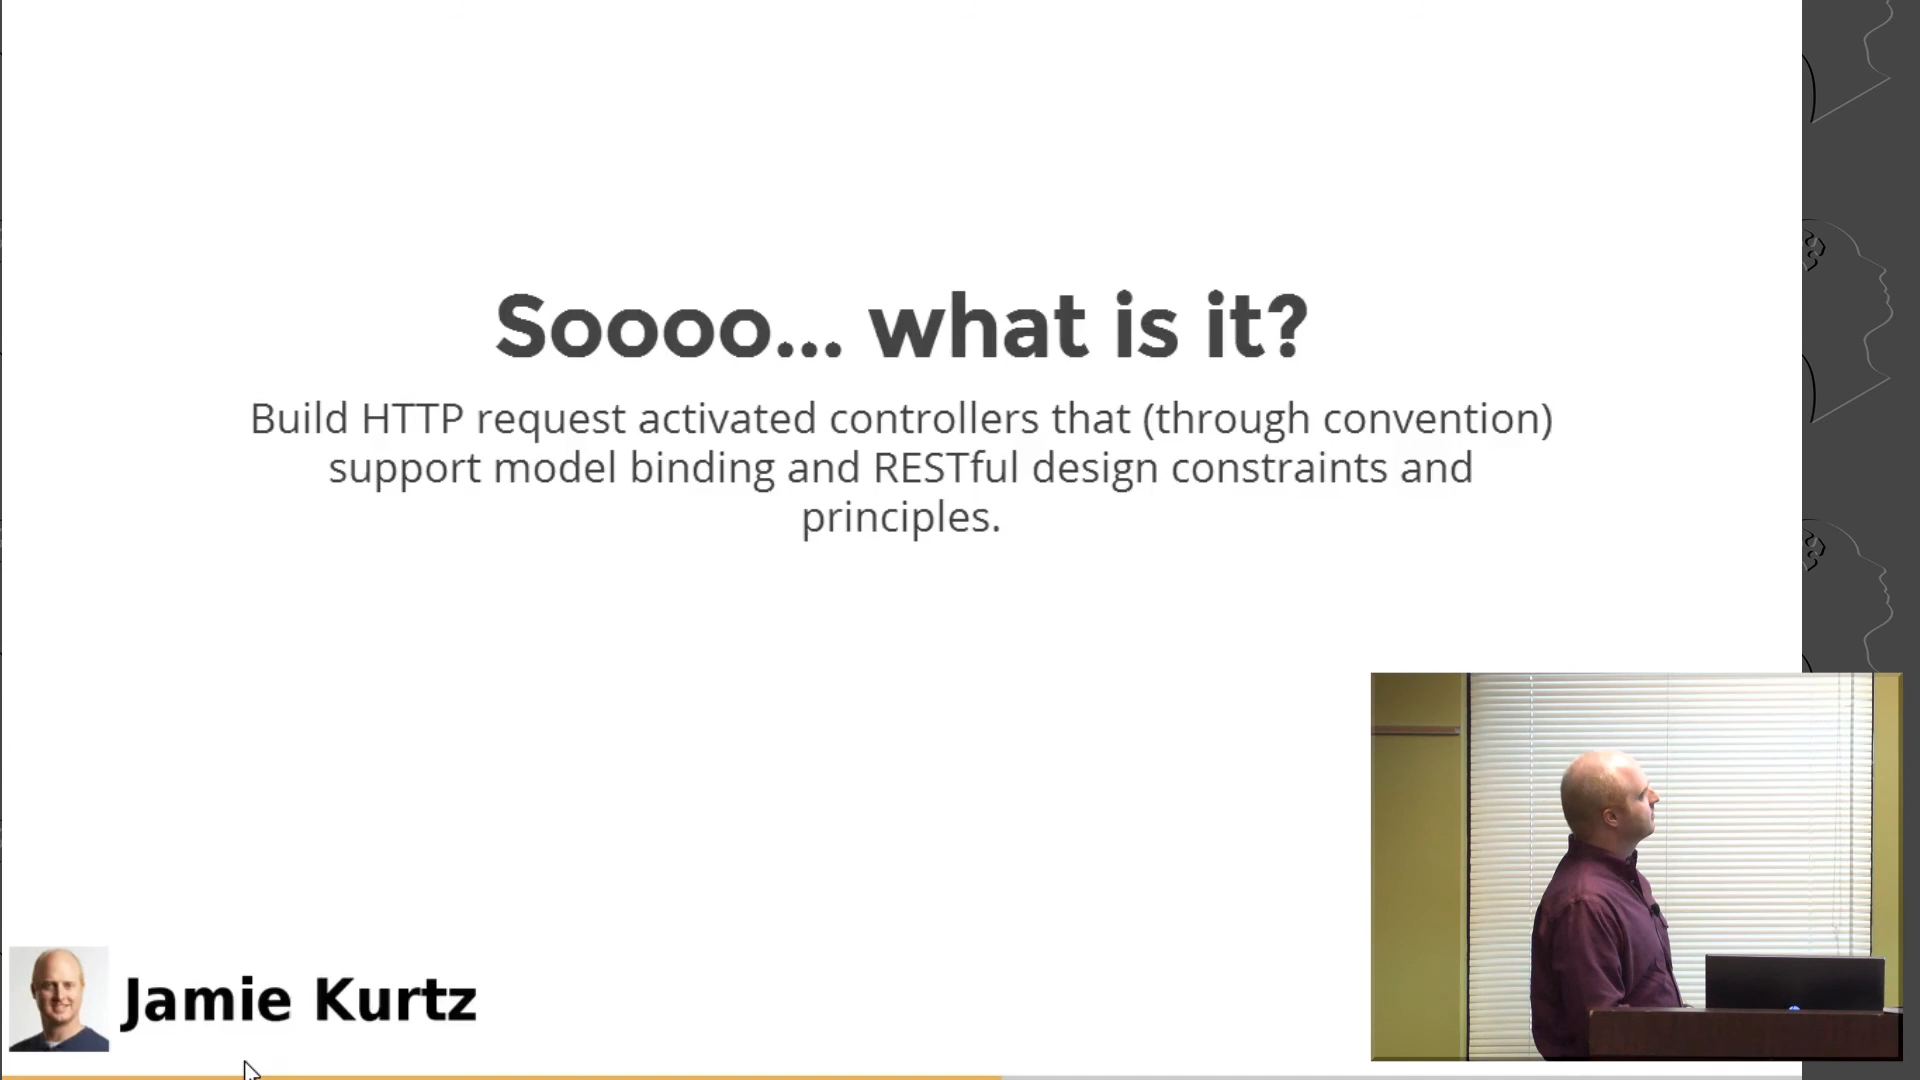 Soooo... what is it?
Build HTTP request activated controllers that (through convention)
support model binding and RESTful design constraints and
principles.
Jamie Kurtz